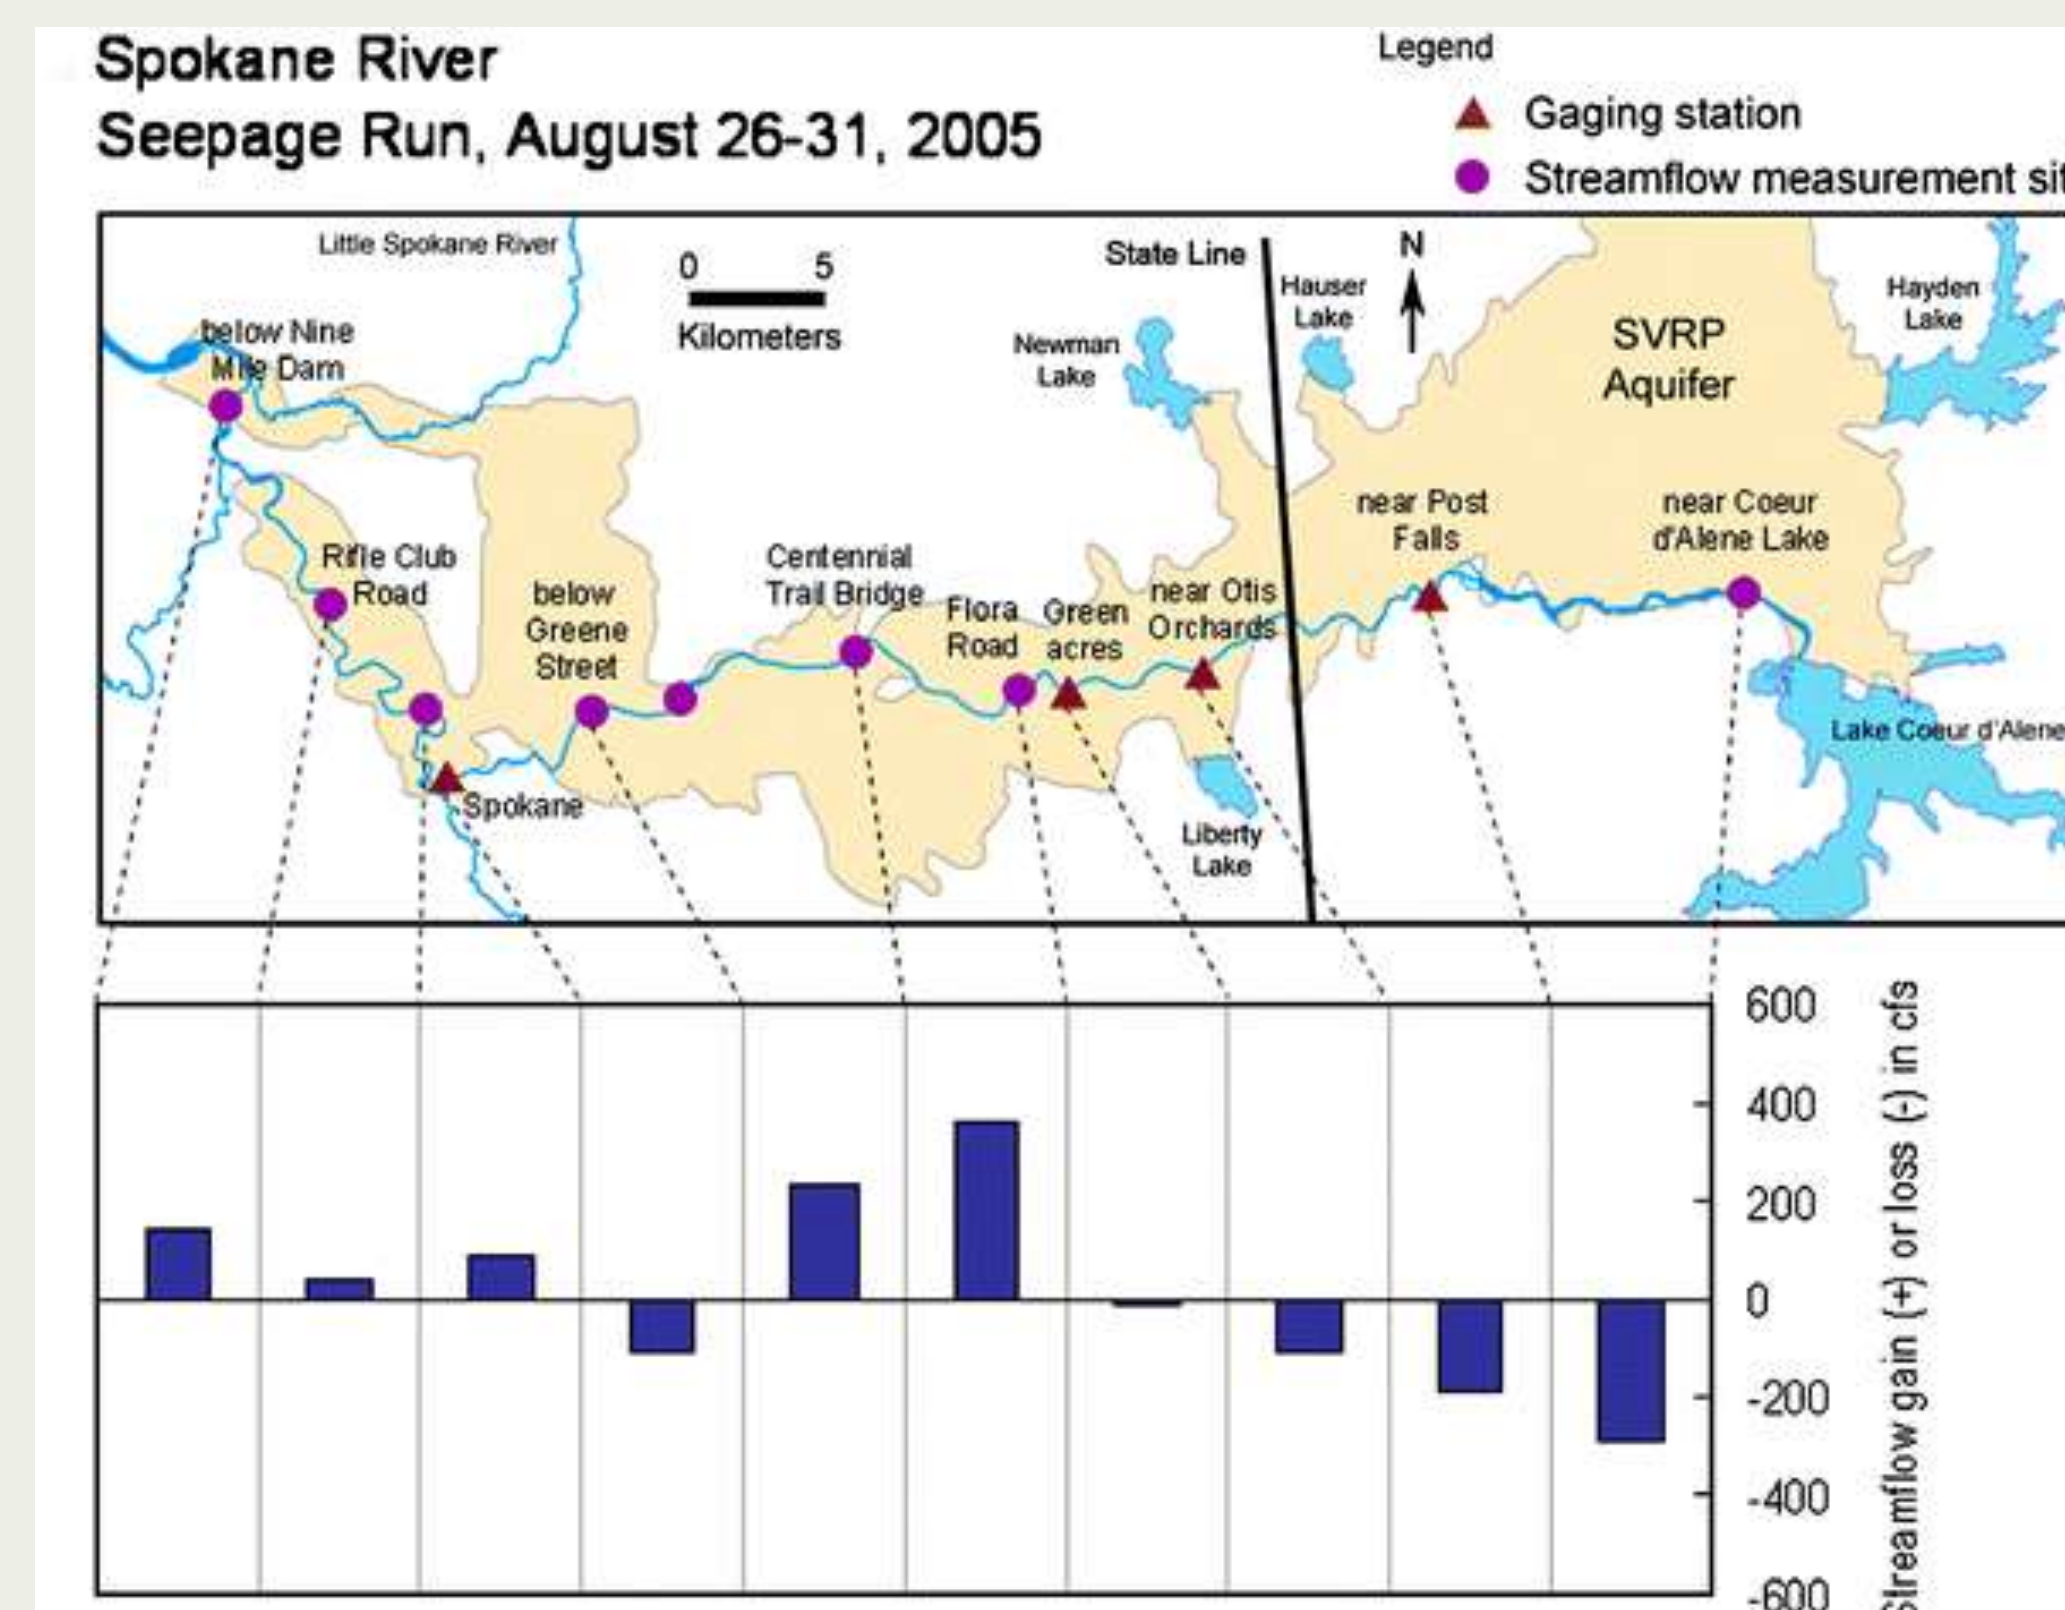 Spokane River
Seepage Run, August 26-31, 2005
Legend
Gaging station
Streamflow measurement sit
Little Spokane River
0 5
Kilometers
State Line
N
Hauser
Lake
Newman
Lake
SVRP
Aquifer
Hayden
Lake
below Nine
Mile Dam
Rifle Club
Road
below
Greene
Street
Centennial
Trail Bridge
Flora
Road
Green
acres
near Otis
Orchards
near Post
Falls
near Coeur
d'Alene Lake
Spokane
Liberty
Lake
Lake Coeur d'Alene
600
400
200
0
-200
-400
-600
Streamflow gain (+) or loss (-) in cfs